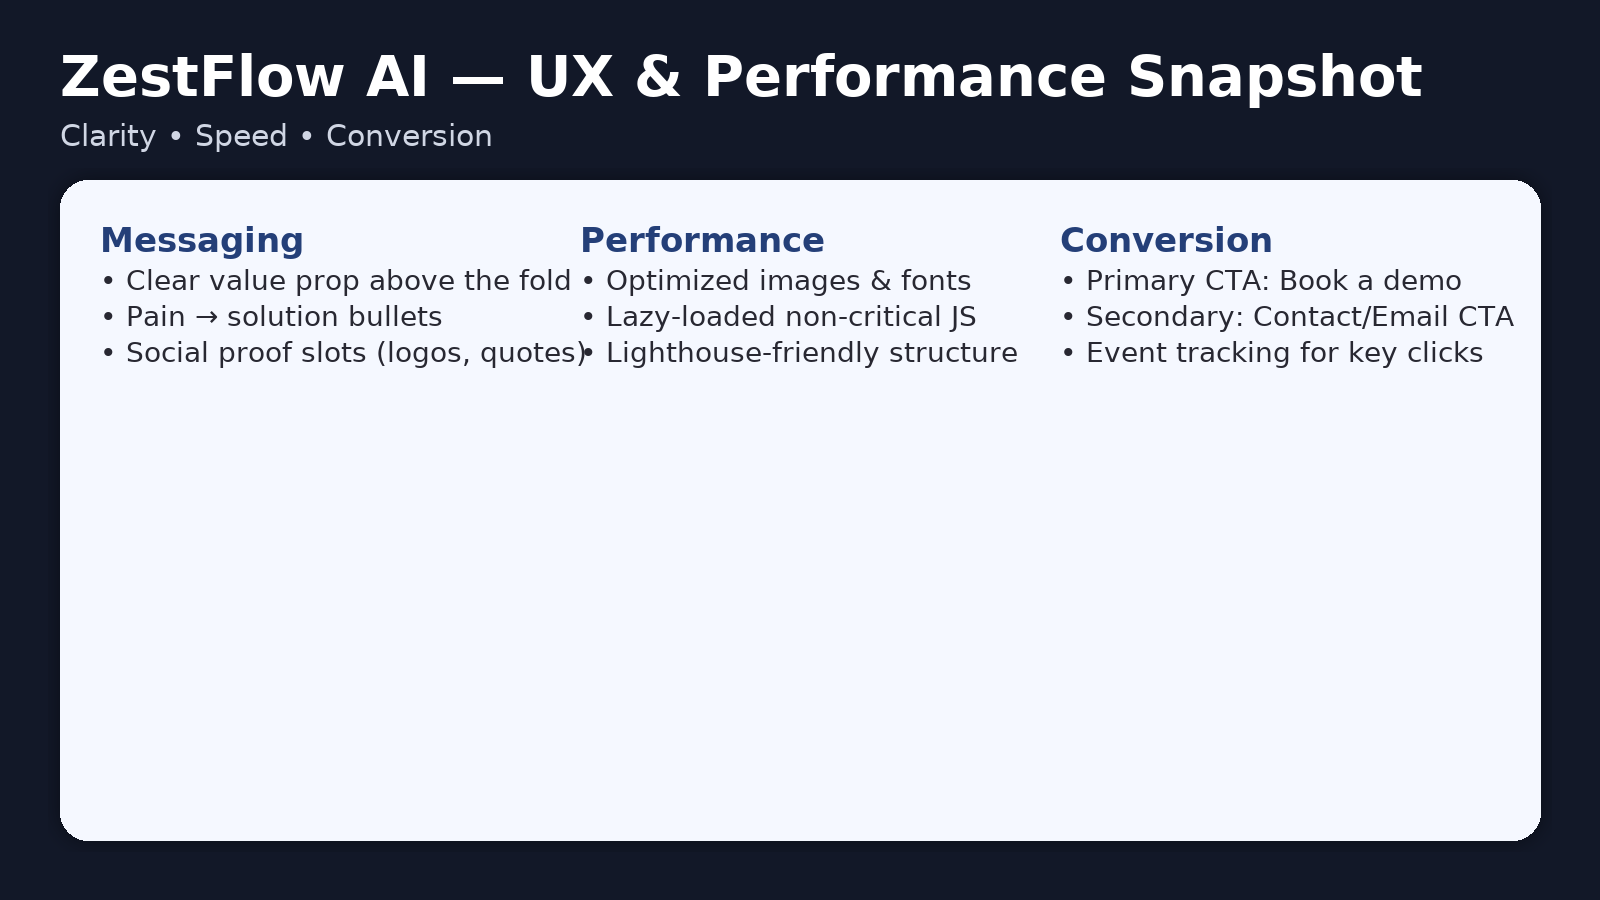 ZestFlow AI — UX & Performance Snapshot
Clarity • Speed • Conversion
Messaging
• Clear value prop above the fold
• Pain → solution bullets
• Social proof slots (logos, quotes)
Performance
• Optimized images & fonts
• Lazy-loaded non-critical JS
• Lighthouse-friendly structure
Conversion
• Primary CTA: Book a demo
• Secondary: Contact/Email CTA
• Event tracking for key clicks